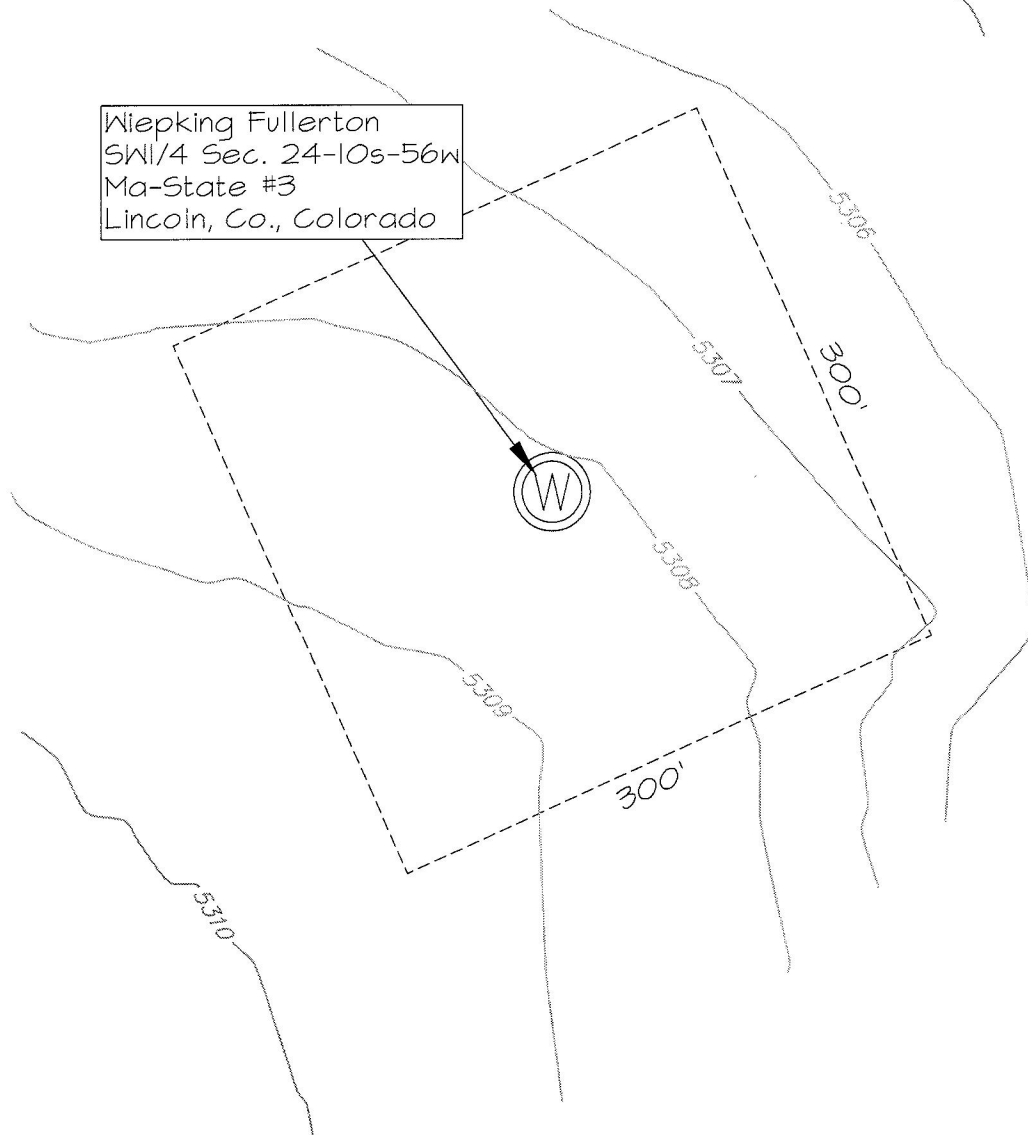 Wiepking Fullerton
SW1/4 Sec. 24-10s-56w
Ma-State #3
Lincoln, Co., Colorado
5306
5307
300'
W
5308
5309
300'
5310